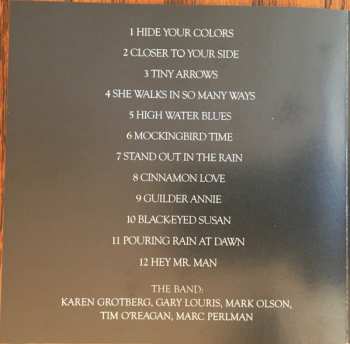 1 HIDE YOUR COLORS
2 CLOSER TO YOUR SIDE
3 TINY ARROWS
4 SHE WALKS IN SO MANY WAYS
5 HIGH WATER BLUES
6 MOCKINGBIRD TIME
7 STAND OUT IN THE RAIN
8 CINNAMON LOVE
9 GUILDER ANNIE
10 BLACK-EYED SUSAN
11 POURING RAIN AT DAWN
12 HEY MR. MAN
THE BAND:
KAREN GROTBERG, GARY LOURIS, MARK OLSON,
TIM O'REAGAN, MARC PERLMAN